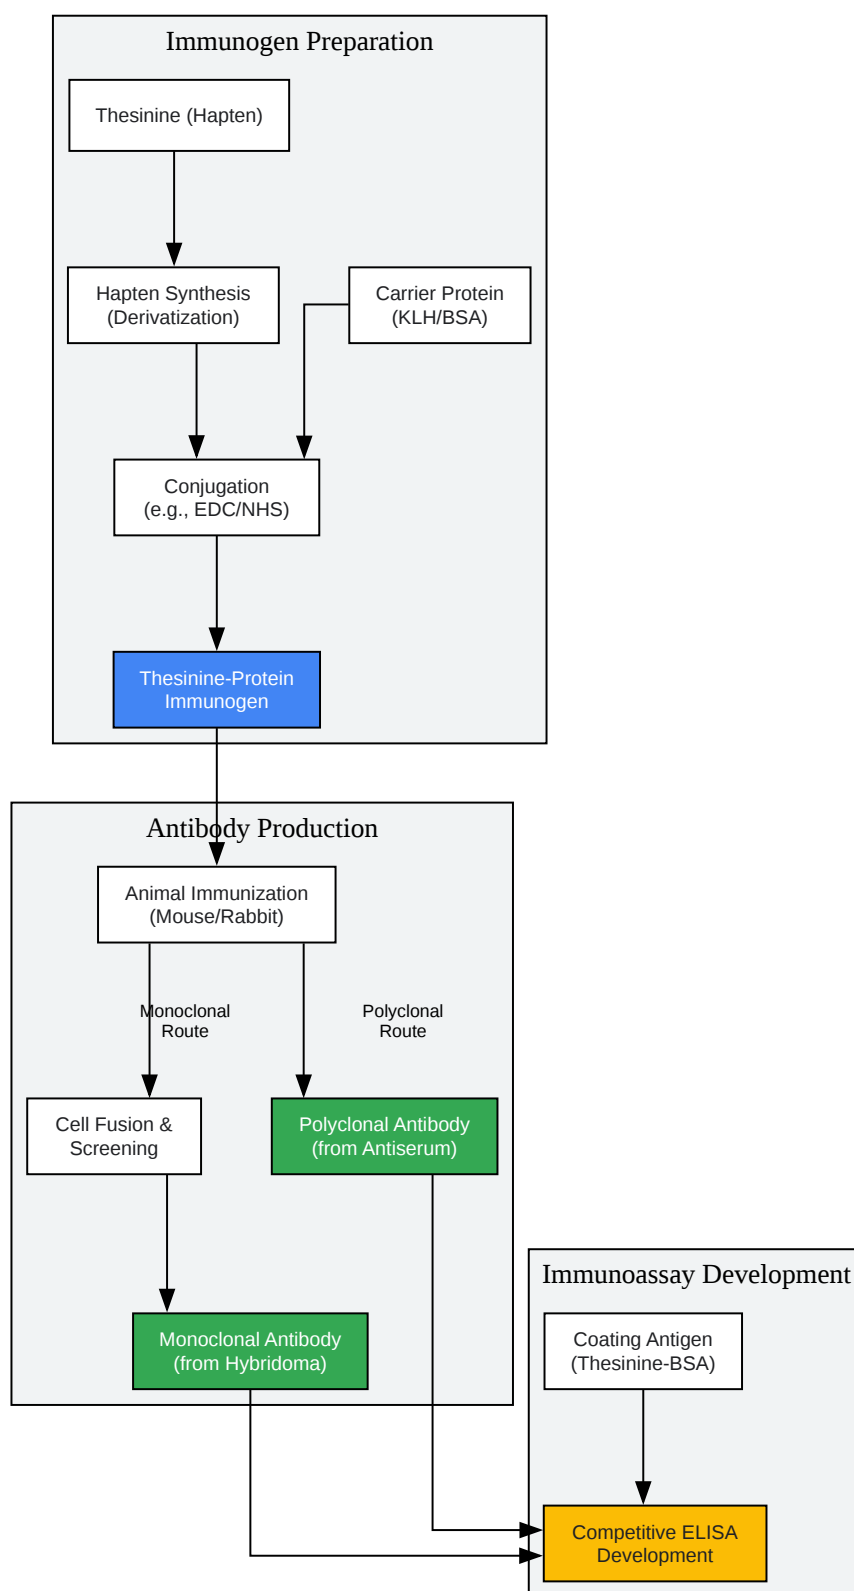 Immunogen Preparation
Thesinine (Hapten)
Hapten Synthesis
(Derivatization)
Carrier Protein
(KLH/BSA)
Conjugation
(e.g., EDC/NHS)
Thesinine-Protein
Immunogen
Antibody Production
Animal Immunization
(Mouse/Rabbit)
Monoclonal
Route
Polyclonal
Route
Cell Fusion &
Screening
Polyclonal Antibody
(from Antiserum)
Monoclonal Antibody
(from Hybridoma)
Immunoassay Development
Coating Antigen
(Thesinine-BSA)
Competitive ELISA
Development